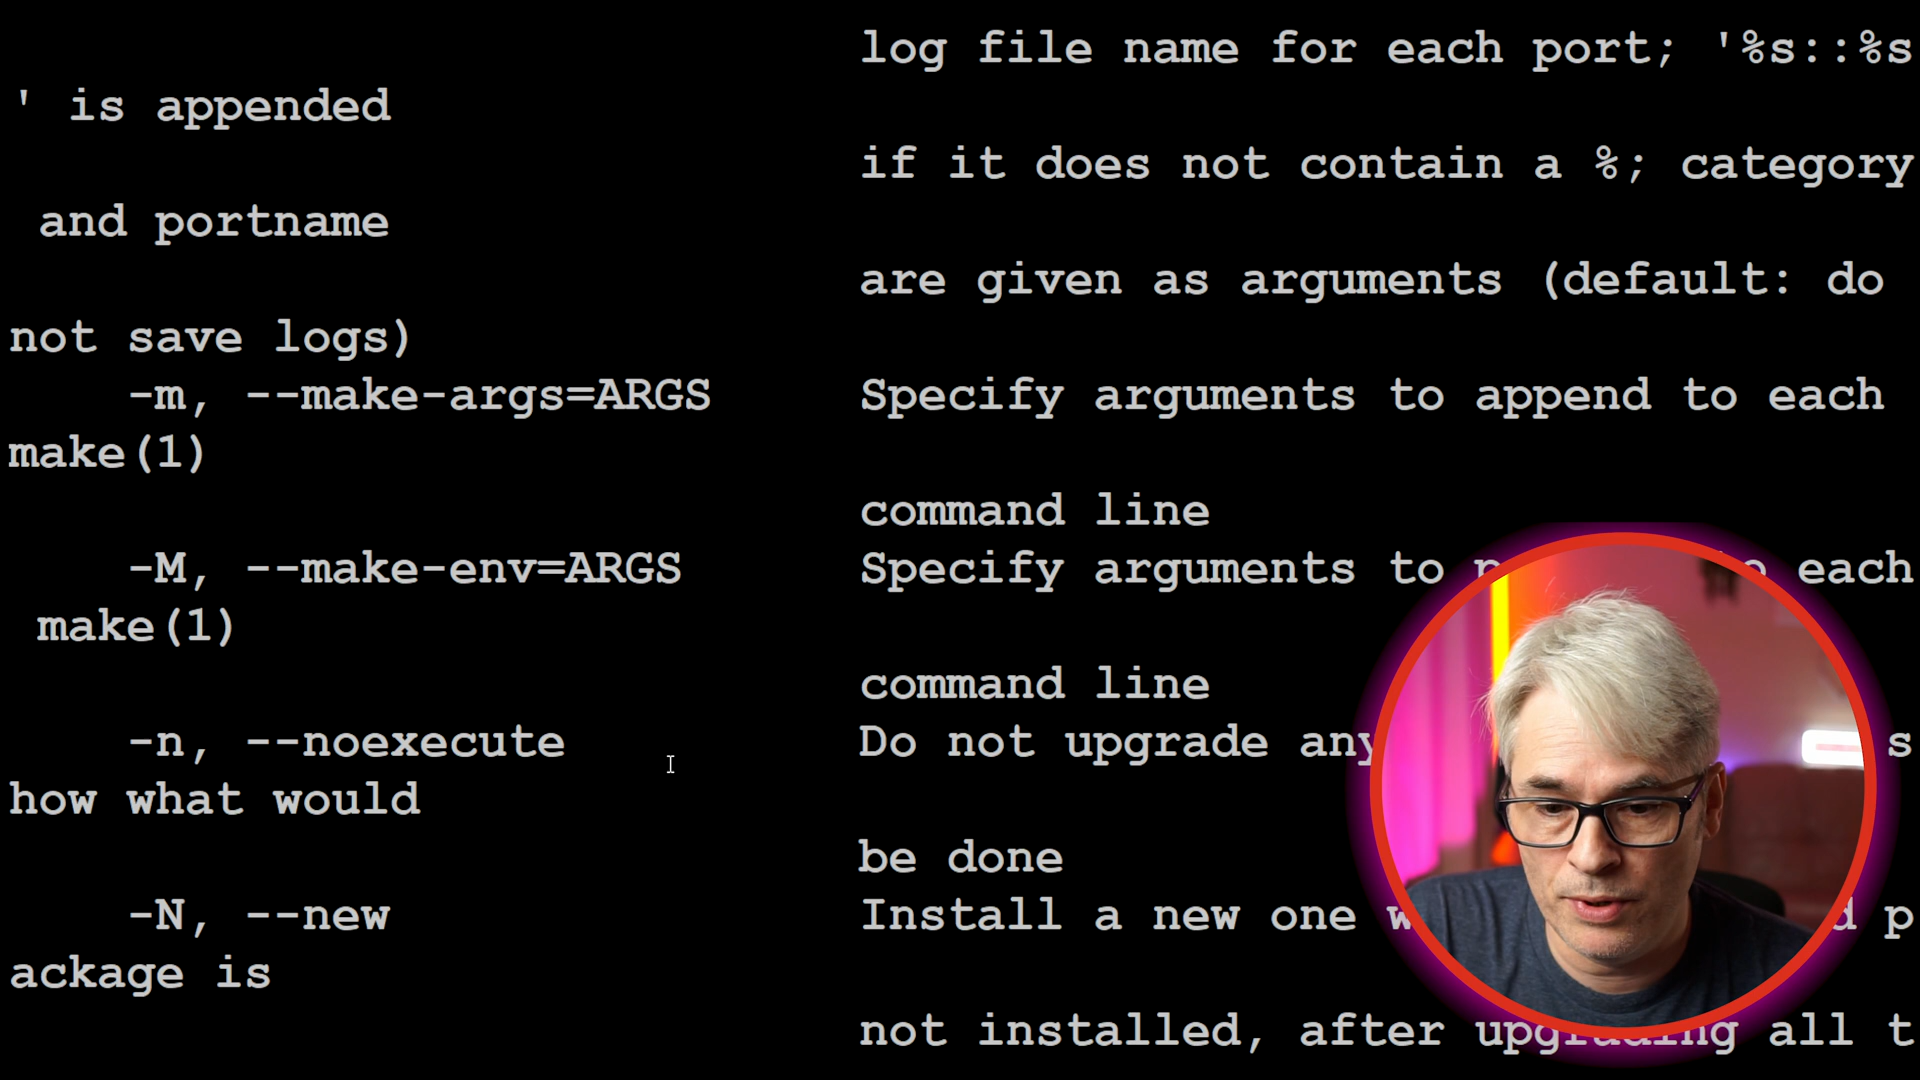 log file name for each port; '%s::%s
' is appended
if it does not contain a %; category
and portname
are given as arguments (default: do
not save logs)
-m, --make-args=ARGS Specify arguments to append to each
make(1)
command line
-M, --make-env=ARGS Specify arguments to each
make(1)
command line
-n, --noexecute Do not upgrade any s
how what would
be done
-N, --new Install a new one p
ackage is
not installed, after upgrading all t